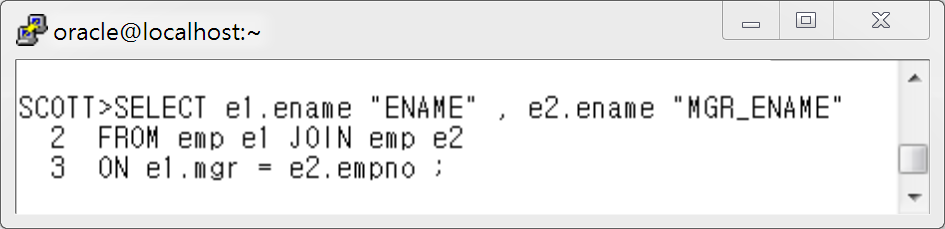 oracle@localhost:~
SCOTT>SELECT e1.ename "ENAME" , e2.ename "MGR_ENAME"
  2  FROM emp e1 JOIN emp e2
  3  ON e1.mgr = e2.empno ;